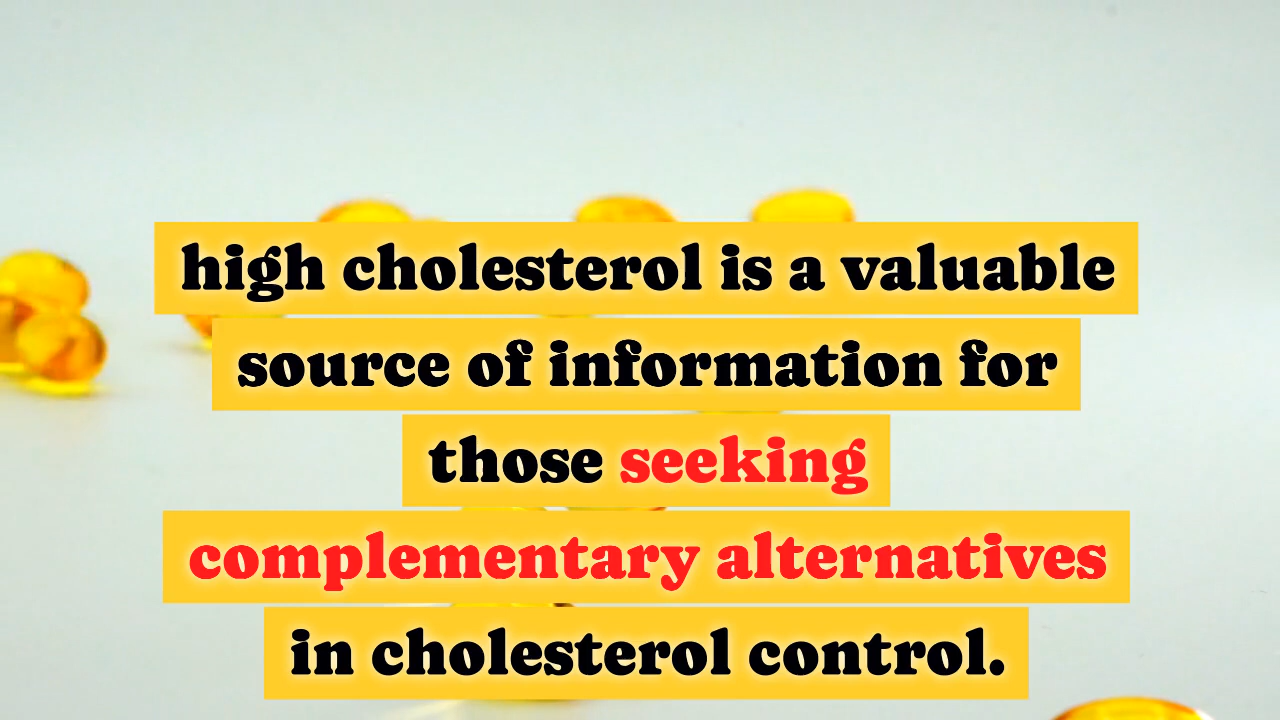 high cholesterol is a valuable
source of information for
those seeking
complementary alternatives
in cholesterol control.